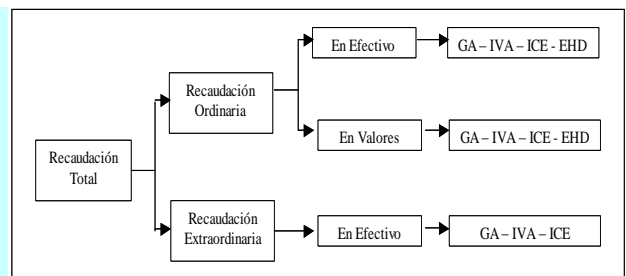 En Efectivo
GA – IVA – ICE - EHD
Recaudación
Ordinaria
En Valores
GA – IVA – ICE - EHD
Recaudación
Total
Recaudación
Extraordinaria
En Efectivo
GA – IVA – ICE